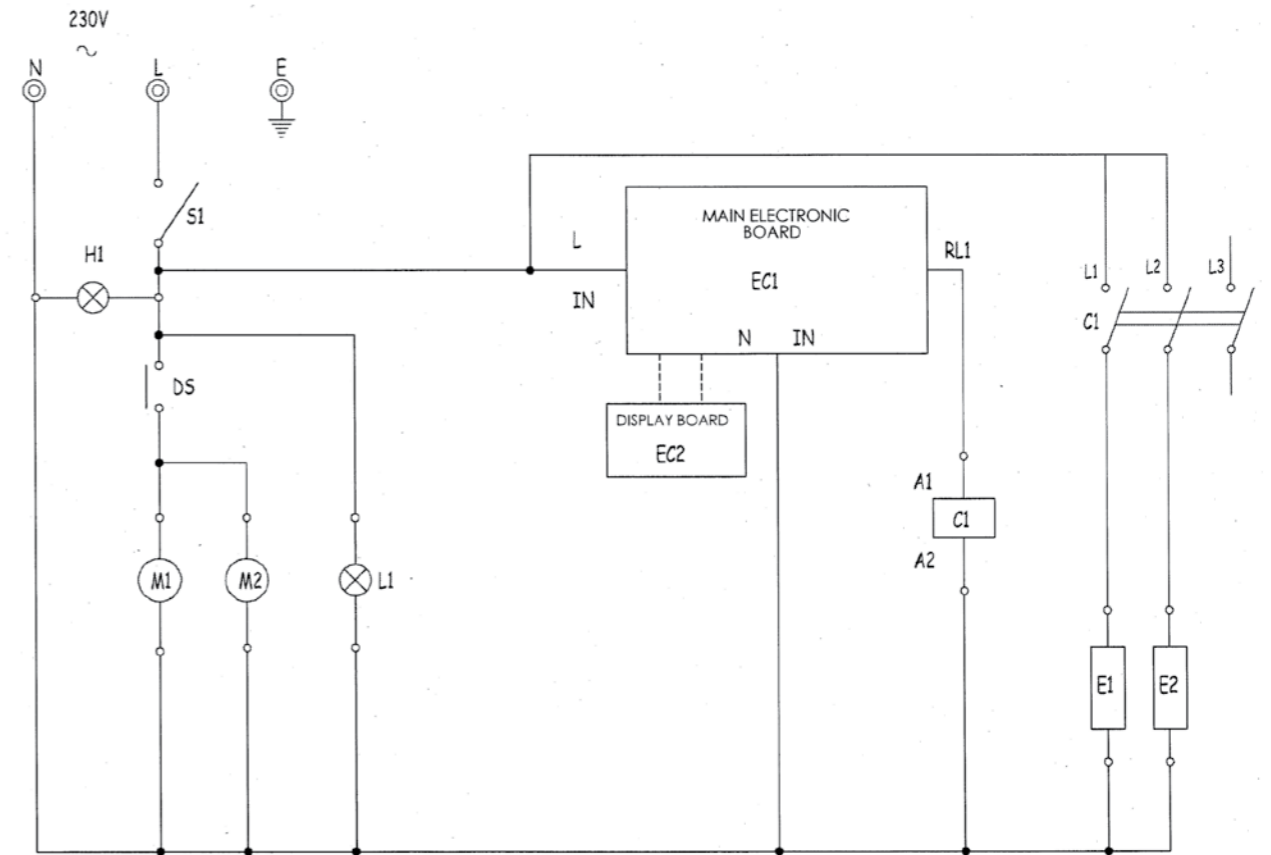 230V
~
N
L
E
S1
H1
L
IN
MAIN ELECTRONIC
BOARD
EC1
N IN
RL1
L1
L2
L3
C1
DS
DISPLAY BOARD
EC2
A1
C1
A2
M1
M2
L1
E1
E2